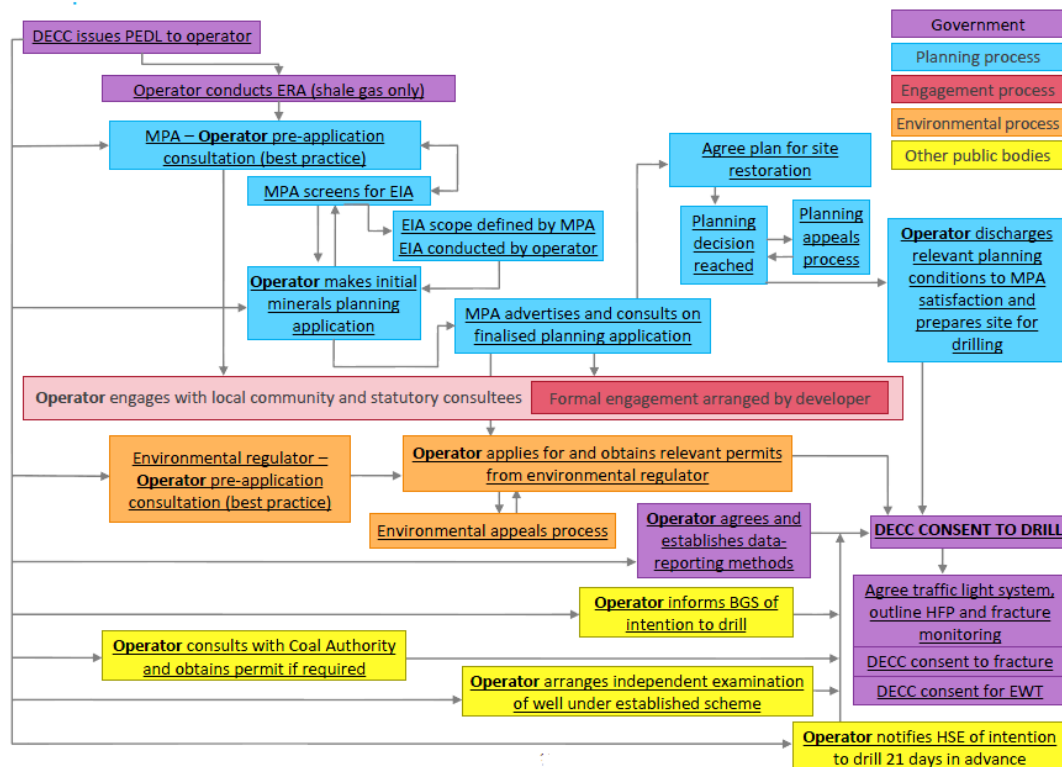 DECC issues PEDL to operator
Government
Planning process
Engagement process
Environmental process
Other public bodies
Operator conducts ERA (shale gas only)
MPA – Operator pre-application
consultation (best practice)
MPA screens for EIA
EIA scope defined by MPA
EIA conducted by operator
Operator makes initial
minerals planning
application
MPA advertises and consults on
finalised planning application
Agree plan for site
restoration
Planning
decision
reached
Planning
appeals
process
Operator discharges
relevant planning
conditions to MPA
satisfaction and
prepares site for
drilling
Operator engages with local community and statutory consultees
Formal engagement arranged by developer
Environmental regulator –
Operator pre-application
consultation (best practice)
Operator applies for and obtains relevant permits
from environmental regulator
Environmental appeals process
Operator agrees and
establishes data-
reporting methods
DECC CONSENT TO DRILL
Agree traffic light system,
outline HFP and fracture
monitoring
DECC consent to fracture
DECC consent for EWT
Operator informs BGS of
intention to drill
Operator consults with Coal Authority
and obtains permit if required
Operator arranges independent examination
of well under established scheme
Operator notifies HSE of intention
to drill 21 days in advance